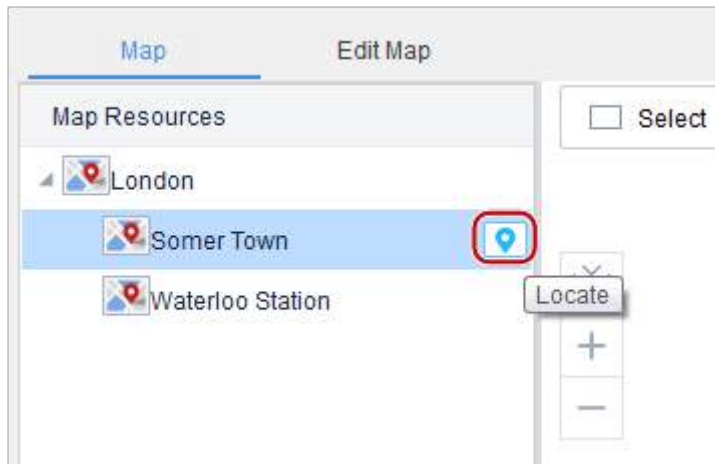 Map Edit Map
Map Resources
Select
London
Somer Town
Locate
Waterloo Station